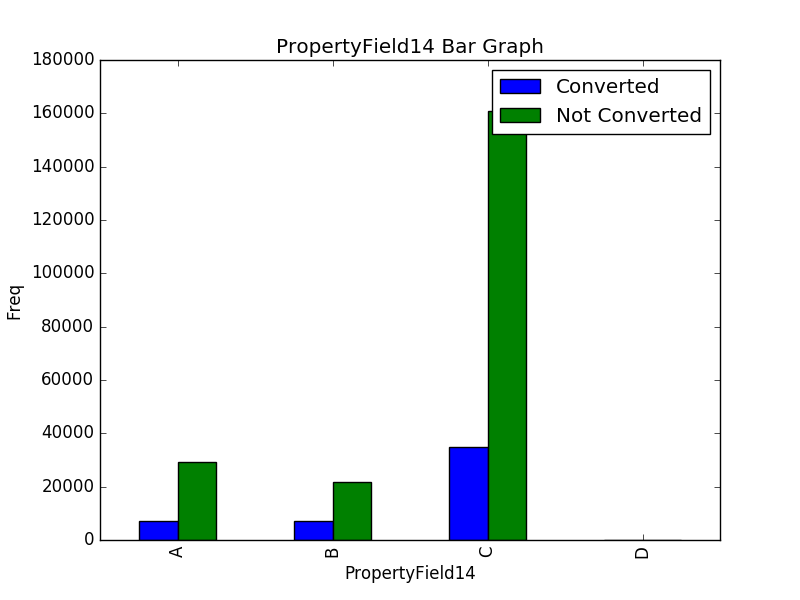 PropertyField14 Bar Graph
180000
160000
140000
120000
100000
80000
60000
40000
20000
0
Freq
Converted
Not Converted
A
B
C
D
PropertyField14